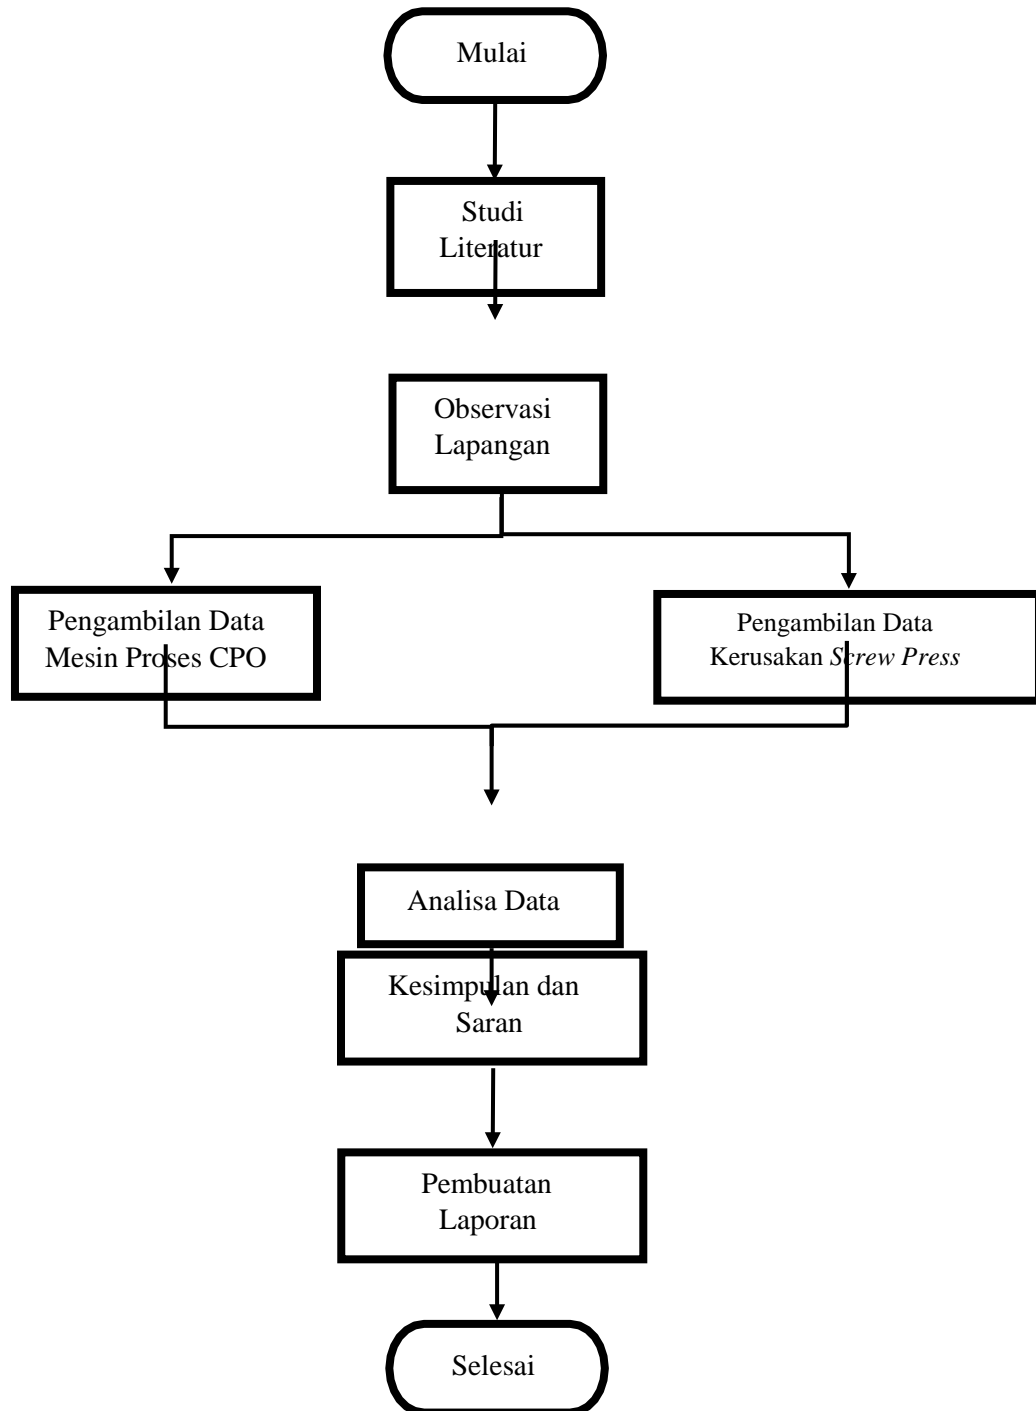 Mulai
Studi
Literatur
Observasi
Lapangan
Pengambilan Data
Mesin Proses CPO
Pengambilan Data
Kerusakan Screw Press
Analisa Data
Kesimpulan dan
Saran
Pembuatan
Laporan
Selesai